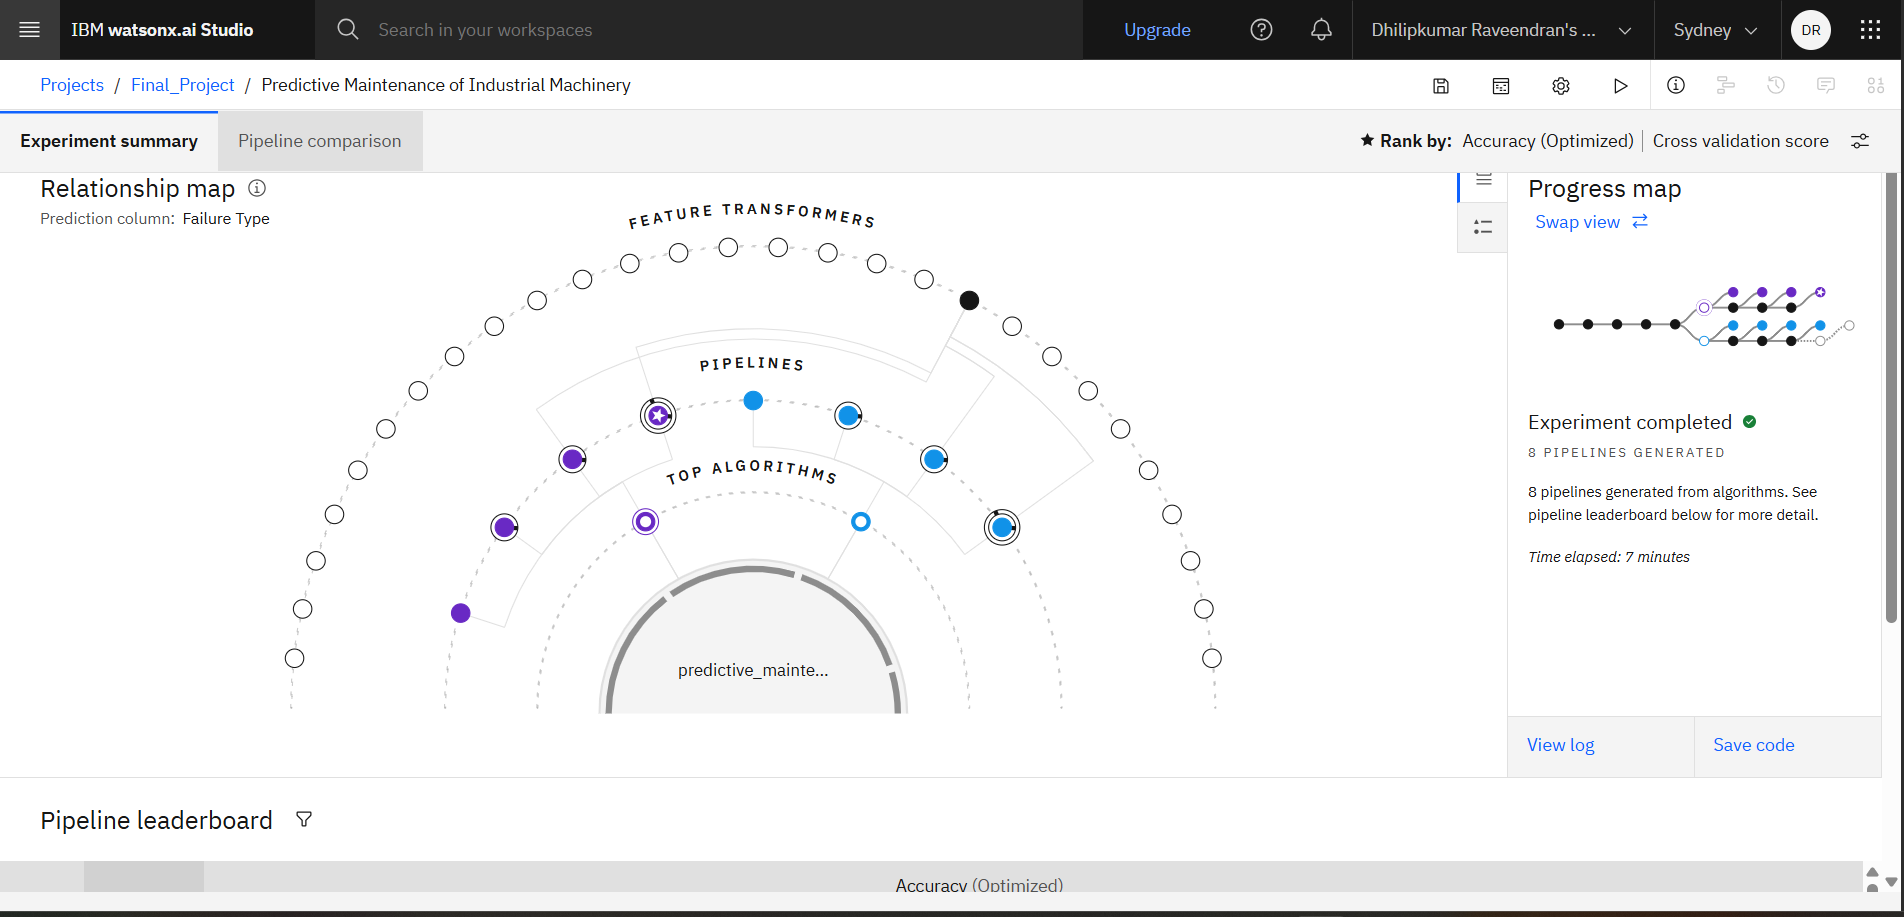 IBM watsonx.ai Studio
Search in your workspaces
Upgrade
Dhilipkumar Raveendran's ...
Sydney
DR
Projects / Final_Project / Predictive Maintenance of Industrial Machinery
Experiment summary
Pipeline comparison
Rank by: Accuracy (Optimized) | Cross validation score
Relationship map
Prediction column: Failure Type
FEATURE TRANSFORMERS
PIPELINES
TOP ALGORITHMS
predictive_mainte...
Progress map
Swap view
Experiment completed
8 PIPELINES GENERATED
8 pipelines generated from algorithms. See
pipeline leaderboard below for more detail.
Time elapsed: 7 minutes
View log
Save code
Pipeline leaderboard
Accuracy (Optimized)